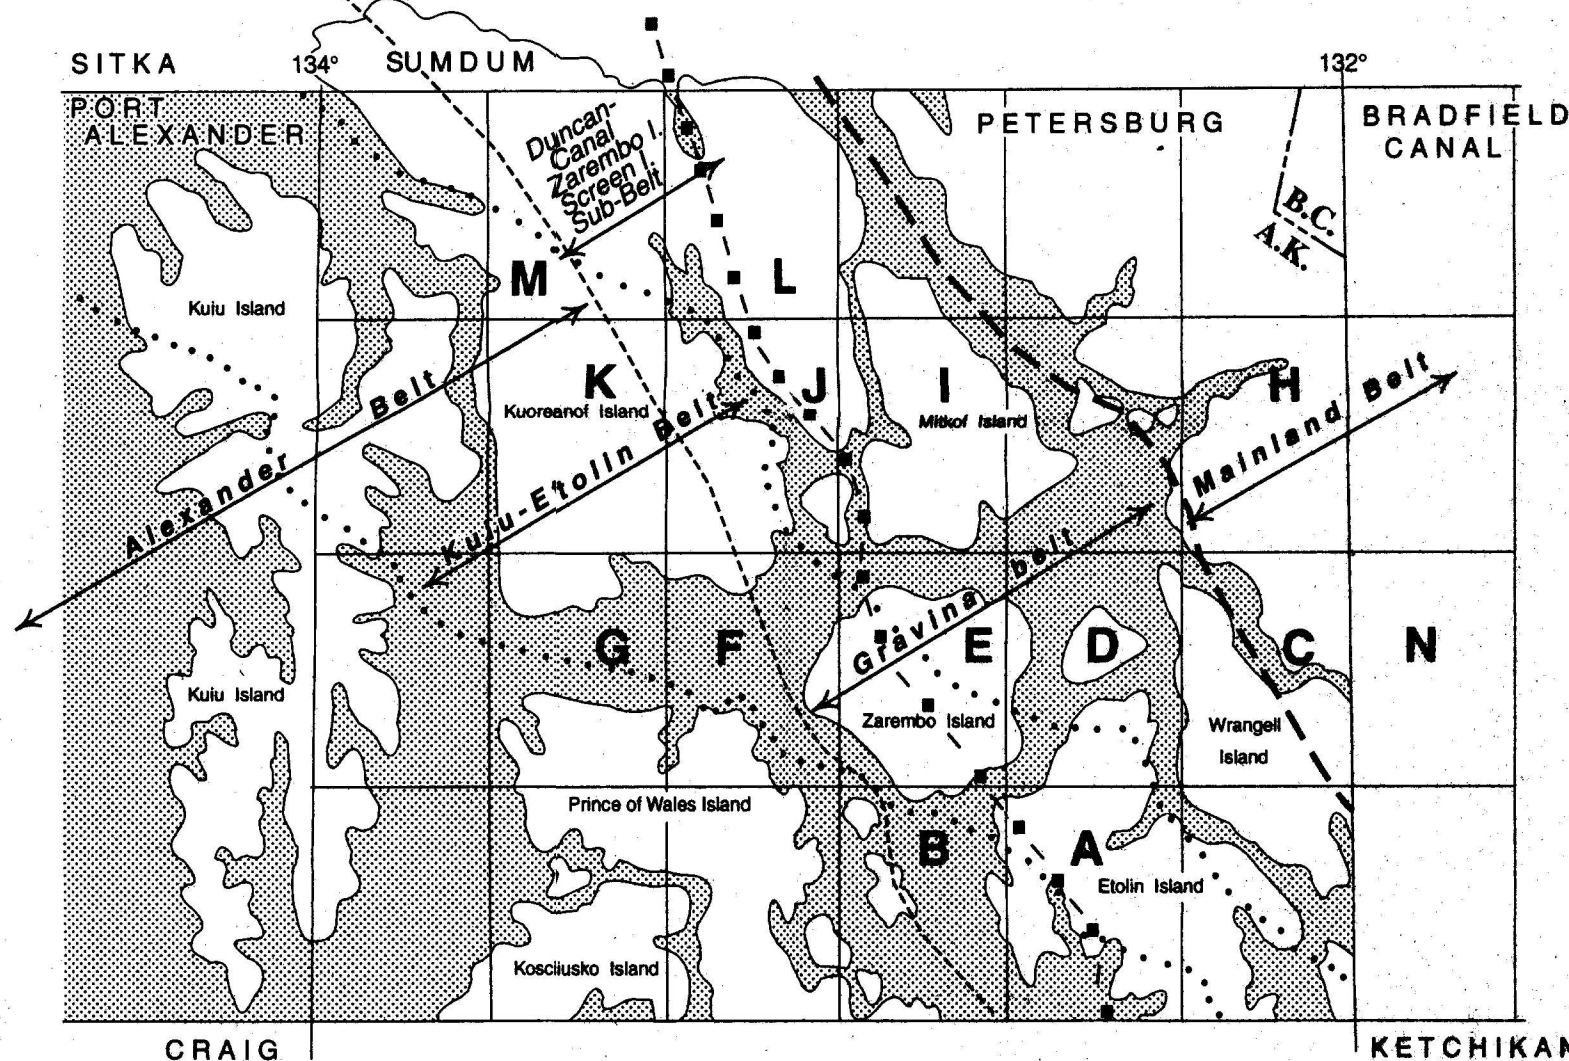 SITKA
134°
SUMDUM
132°
PORT
ALEXANDER
PETERSBURG
BRADFIELD
CANAL
Duncan-
Canal
Zarembo I.
Screen I.
Sub-Belt
B.C.
A.K.
M
L
Kuiu Island
K
J
I
H
Kuoreanof Island
Mitkof Island
Alexander Belt
Kuiu-Etolin Belt
Mainland Belt
Gravina belt
I.
G
F
E
D
C
N
Kuiu Island
Zarembo Island
Wrangell
Island
Prince of Wales Island
B
A
Etolin Island
Kosciiusko Island
CRAIG
KETCHIKAN